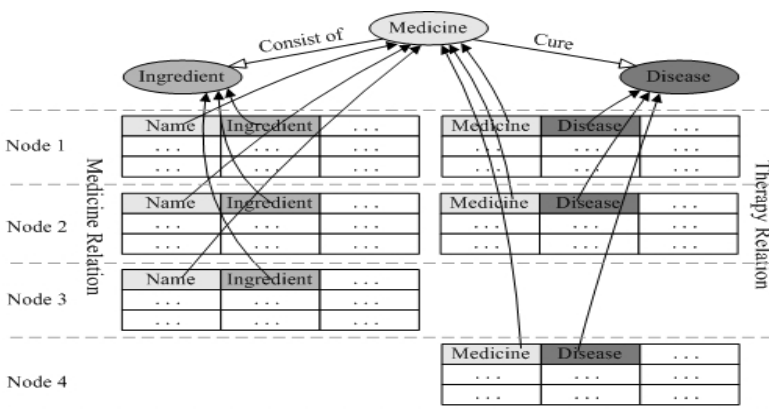 Medicine
Consist of
Cure
Ingredient
Disease
Node 1
Name Ingredient ...
... ... ...
... ... ...
Medicine Disease ...
... ... ...
... ... ...
Node 2
Name Ingredient ...
... ... ...
... ... ...
Medicine Disease ...
... ... ...
... ... ...
Node 3
Name Ingredient ...
... ... ...
... ... ...
Node 4
Medicine Disease ...
... ... ...
... ... ...
Medicine Relation
Therapy Relation